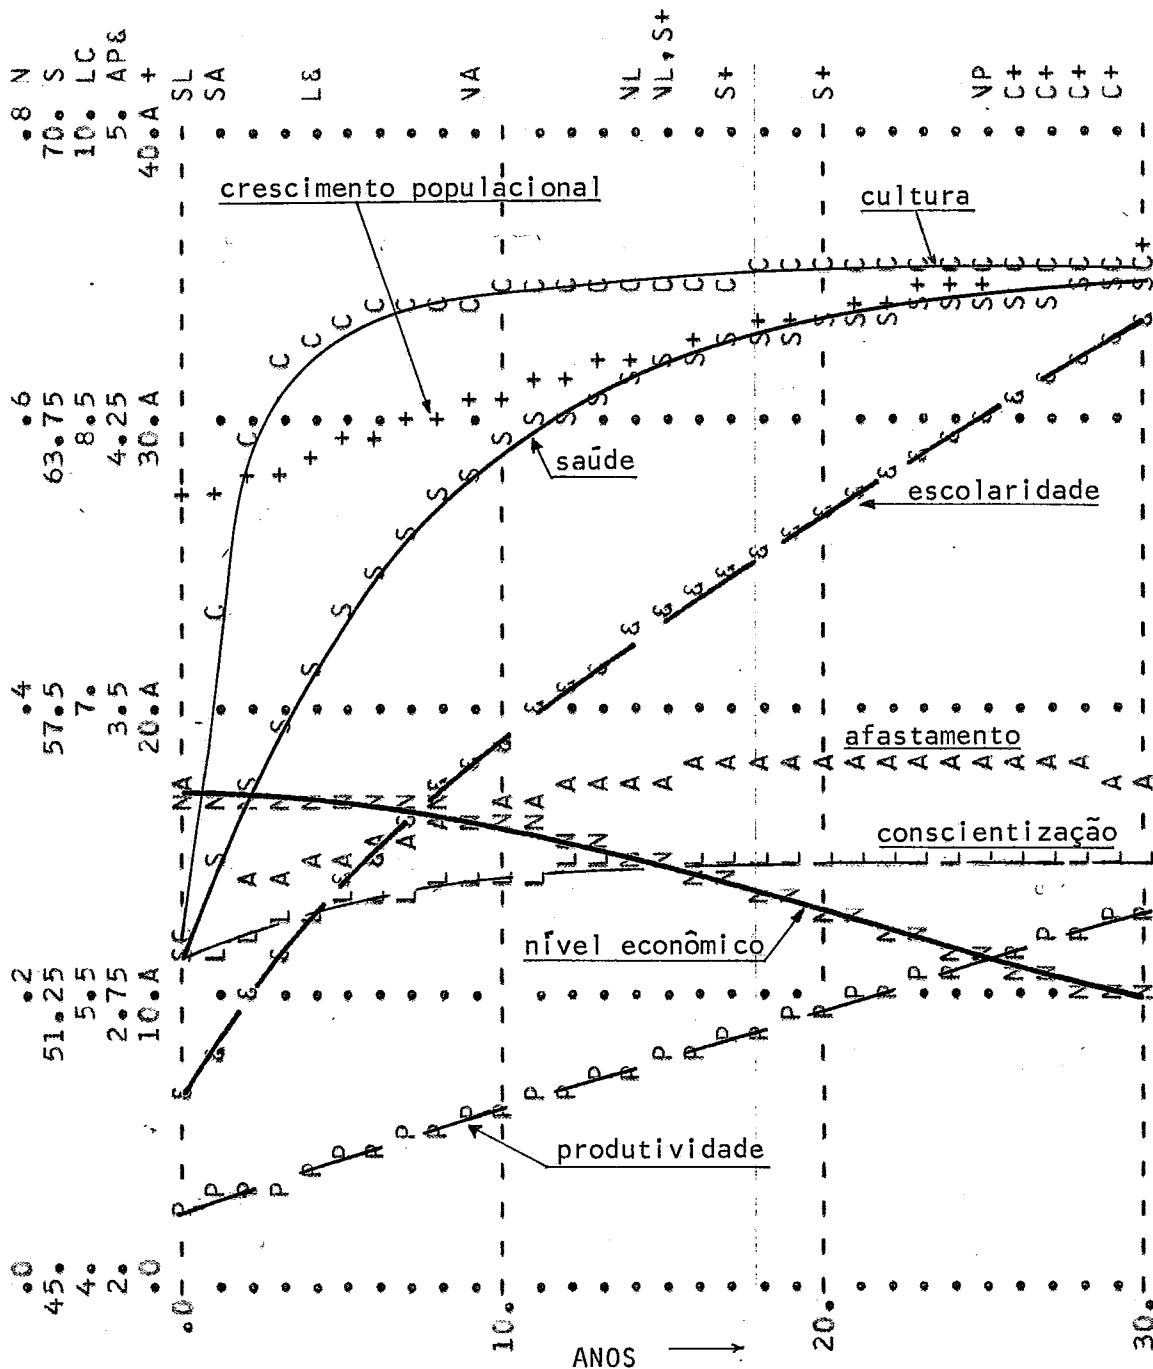 .0 .2 .4 .6 .8 N
45. 51.25 57.5 63.75 70. S
4. 5.5 7. 8.5 10. LC
2. 2.75 3.5 4.25 5. AP&
.0 10.A 20.A 30.A 40.A +
.0
SL
SA
L&
NA
10.
NL
NL,S+
S+
20.
S+
NP
C+
C+
C+
C+
30.
crescimento populacional
cultura
saúde
escolaridade
afastamento
conscientização
nível econômico
produtividade
ANOS